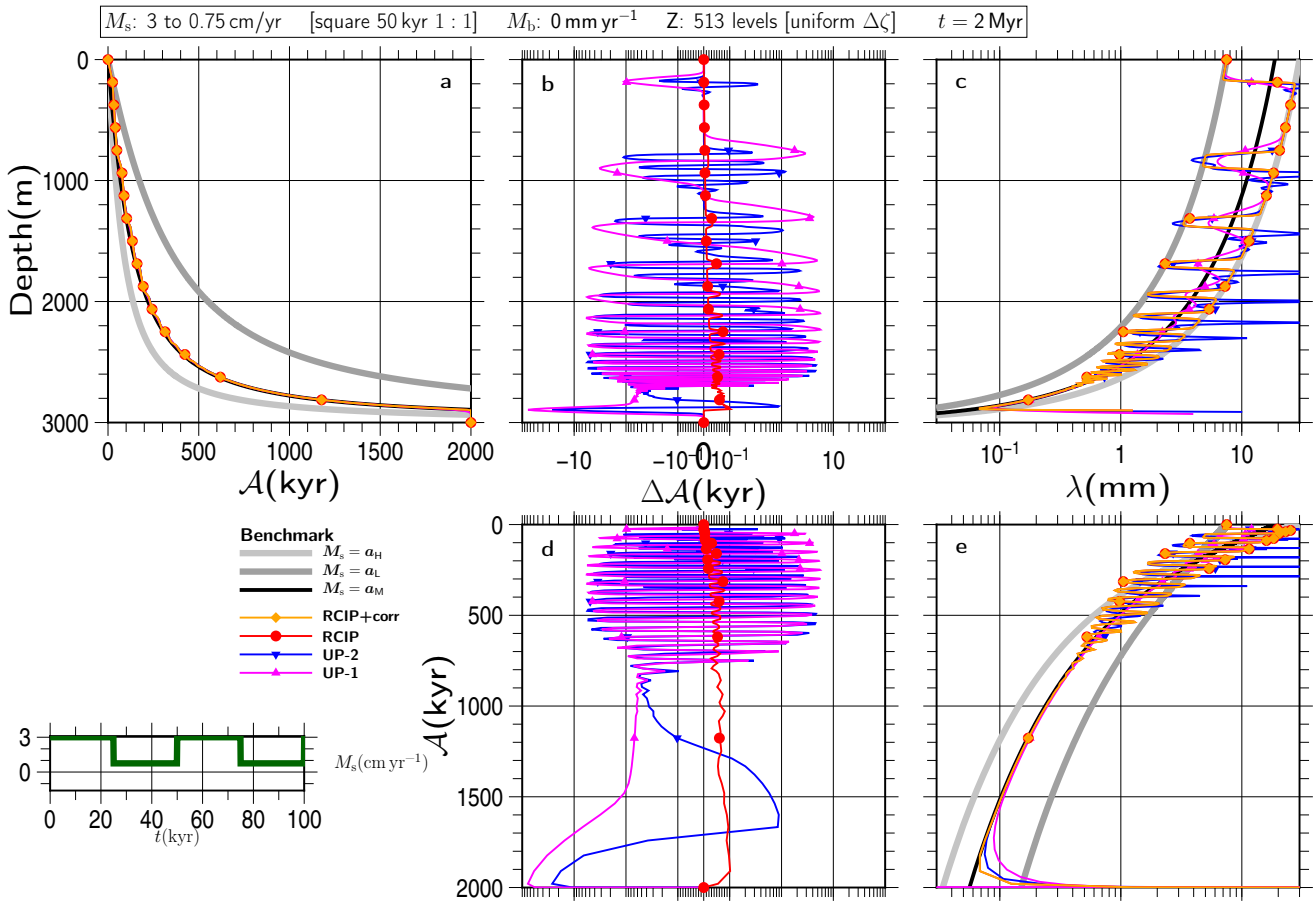 Mₛ: 3 to 0.75 cm/yr [square 50 kyr 1 : 1] M_b: 0 mm yr⁻¹ Z: 513 levels [uniform Δζ] t = 2 Myr
a
0
1000
2000
3000
Depth(m)
0 500 1000 1500 2000
𝒜(kyr)
b
−10 −10⁻¹ 0 10⁻¹ 10
Δ𝒜(kyr)
c
10⁻¹ 1 10
λ(mm)
Benchmark
Mₛ = a_H
Mₛ = a_L
Mₛ = a_M
RCIP+corr
RCIP
UP-2
UP-1
3
0
Mₛ(cm yr⁻¹)
0 20 40 60 80 100
t(kyr)
d
0
500
1000
1500
2000
𝒜(kyr)
e